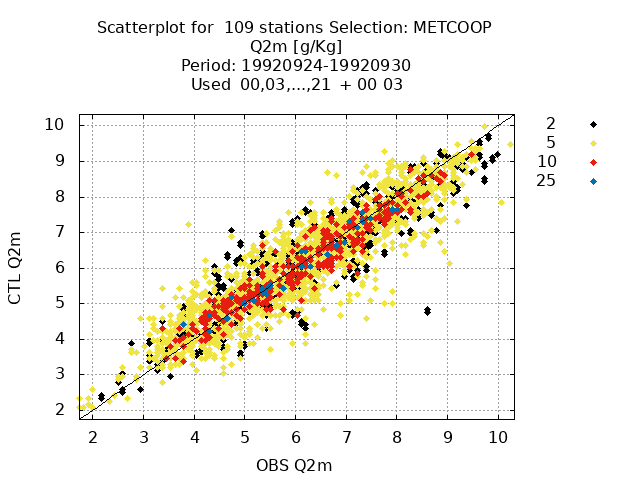 Scatterplot for  109 stations Selection: METCOOP
Q2m [g/Kg]
Period: 19920924-19920930
Used  00,03,...,21  + 00 03
2
5
10
25
10
9
8
7
6
5
4
3
2
CTL Q2m
2 3 4 5 6 7 8 9 10
OBS Q2m